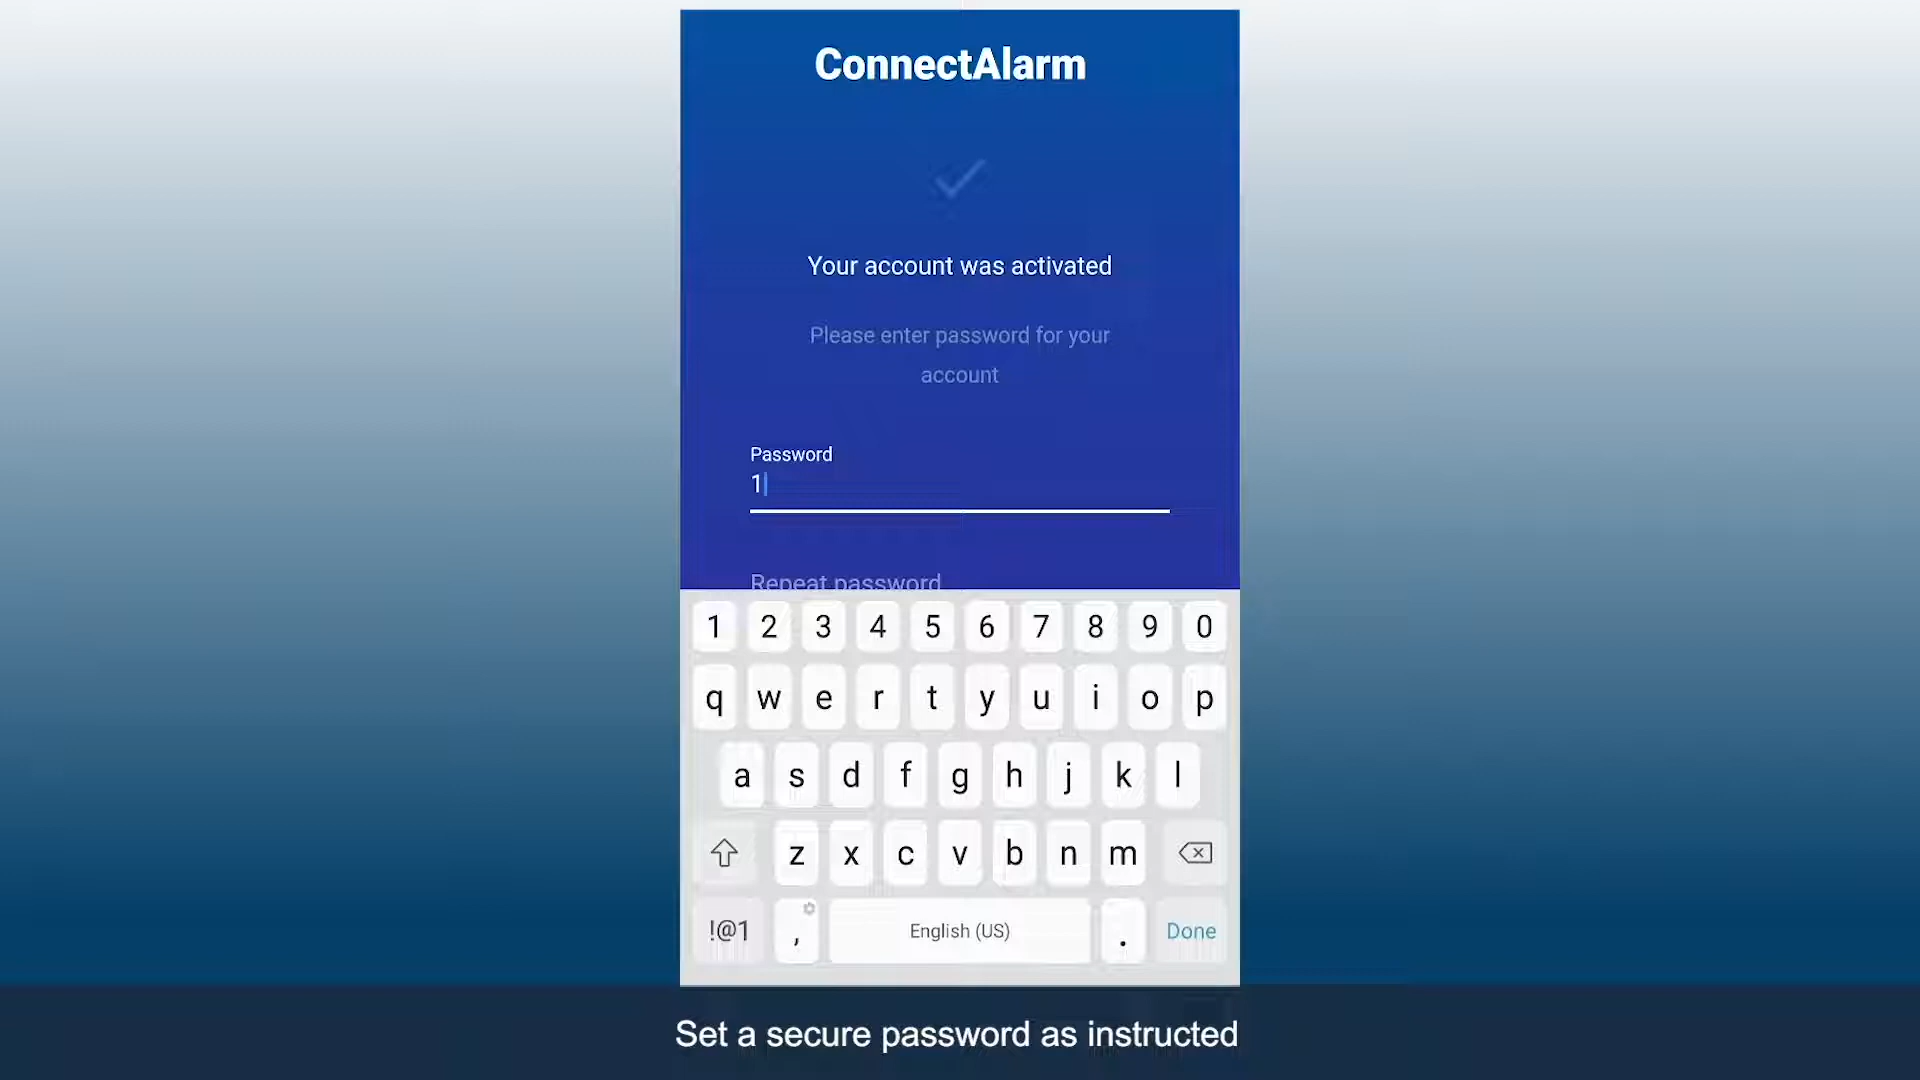 ConnectAlarm
Your account was activated
Please enter password for your
account
Password
1
Repeat password
1 2 3 4 5 6 7 8 9 0
q w e r t y u i o p
a s d f g h j k l
z x c v b n m
!@1 , English (US) . Done
Set a secure password as instructed